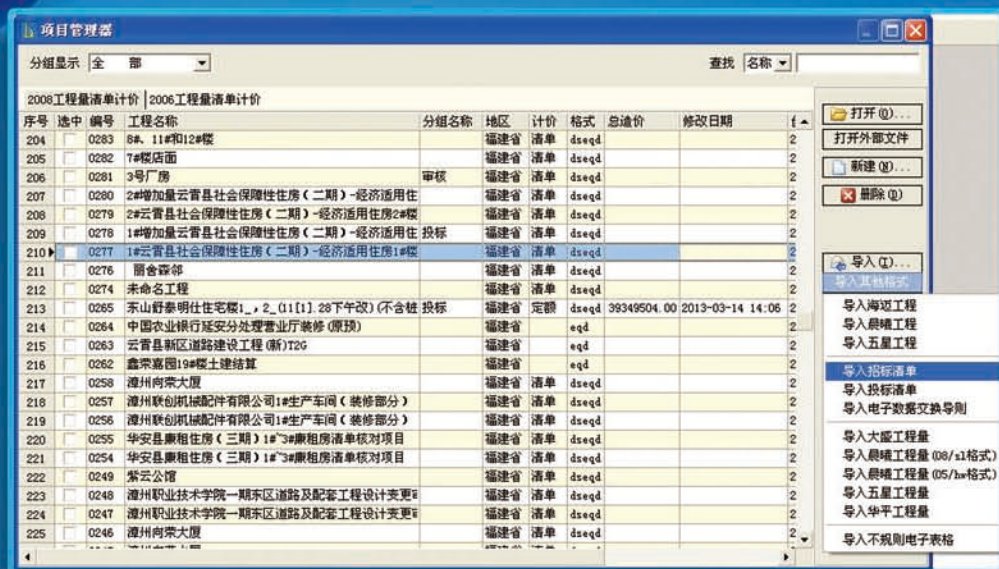 项目管理器
分组显示 全 部 查找 名称
2008工程量清单计价 2006工程量清单计价
序号 选中 编号 工程名称 分组名称 地区 计价 格式 总造价 修改日期
204 0283 8#、11#和12#楼 福建省 清单 dseqd 2
205 0282 7#楼店面 福建省 清单 dseqd 2
206 0281 3号厂房 审核 福建省 清单 dseqd 2
207 0280 2#增加量云霄县社会保障性住房(二期)-经济适用住 福建省 清单 dseqd 2
208 0279 2#云霄县社会保障性住房(二期)-经济适用住房2#楼 福建省 清单 dseqd 2
209 0278 1#增加量云霄县社会保障性住房(二期)-经济适用住 投标 福建省 清单 dseqd 2
210 0277 1#云霄县社会保障性住房(二期)-经济适用住房1#楼 福建省 清单 dseqd 2
211 0276 丽舍森邻 福建省 清单 dseqd 2
212 0274 未命名工程 福建省 清单 dseqd 2
213 0265 东山舒泰明仕住宅楼1_,2_(11[1].28下午改)(不含桩 投标 福建省 定额 dseqd 39349504.00 2013-03-14 14:06 2
214 0264 中国农业银行延安分处理营业厅装修(原预) 福建省 eqd 2
215 0263 云霄县新区道路建设工程(新)T2G 福建省 eqd 2
216 0262 鑫荣嘉园19#楼土建结算 福建省 eqd 2
217 0258 漳州向荣大厦 福建省 清单 dseqd 2
218 0257 漳州联创机械配件有限公司1#生产车间(装修部分) 福建省 清单 dseqd 2
219 0256 漳州联创机械配件有限公司1#生产车间(装修部分) 福建省 清单 dseqd 2
220 0255 华安县廉租住房(三期)1#~3#廉租房清单核对项目 福建省 清单 dseqd 2
221 0254 华安县廉租住房(三期)1#~3#廉租房清单核对项目 福建省 清单 dseqd 2
222 0249 紫云公馆 福建省 清单 dseqd 2
223 0248 漳州职业技术学院一期东区道路及配套工程设计变更 福建省 清单 dseqd 2
224 0247 漳州职业技术学院一期东区道路及配套工程设计变更 福建省 清单 dseqd 2
225 0246 漳州向荣大厦 福建省 清单 dseqd 2
打开(O)...
打开外部文件
新建(N)...
删除(D)
导入(I)...
导入其他格式
导入海迈工程
导入晨曦工程
导入五星工程
导入招标清单
导入投标清单
导入电子数据交换导则
导入大盛工程量
导入晨曦工程量(08/sl格式)
导入晨曦工程量(05/hw格式)
导入五星工程量
导入华平工程量
导入不规则电子表格